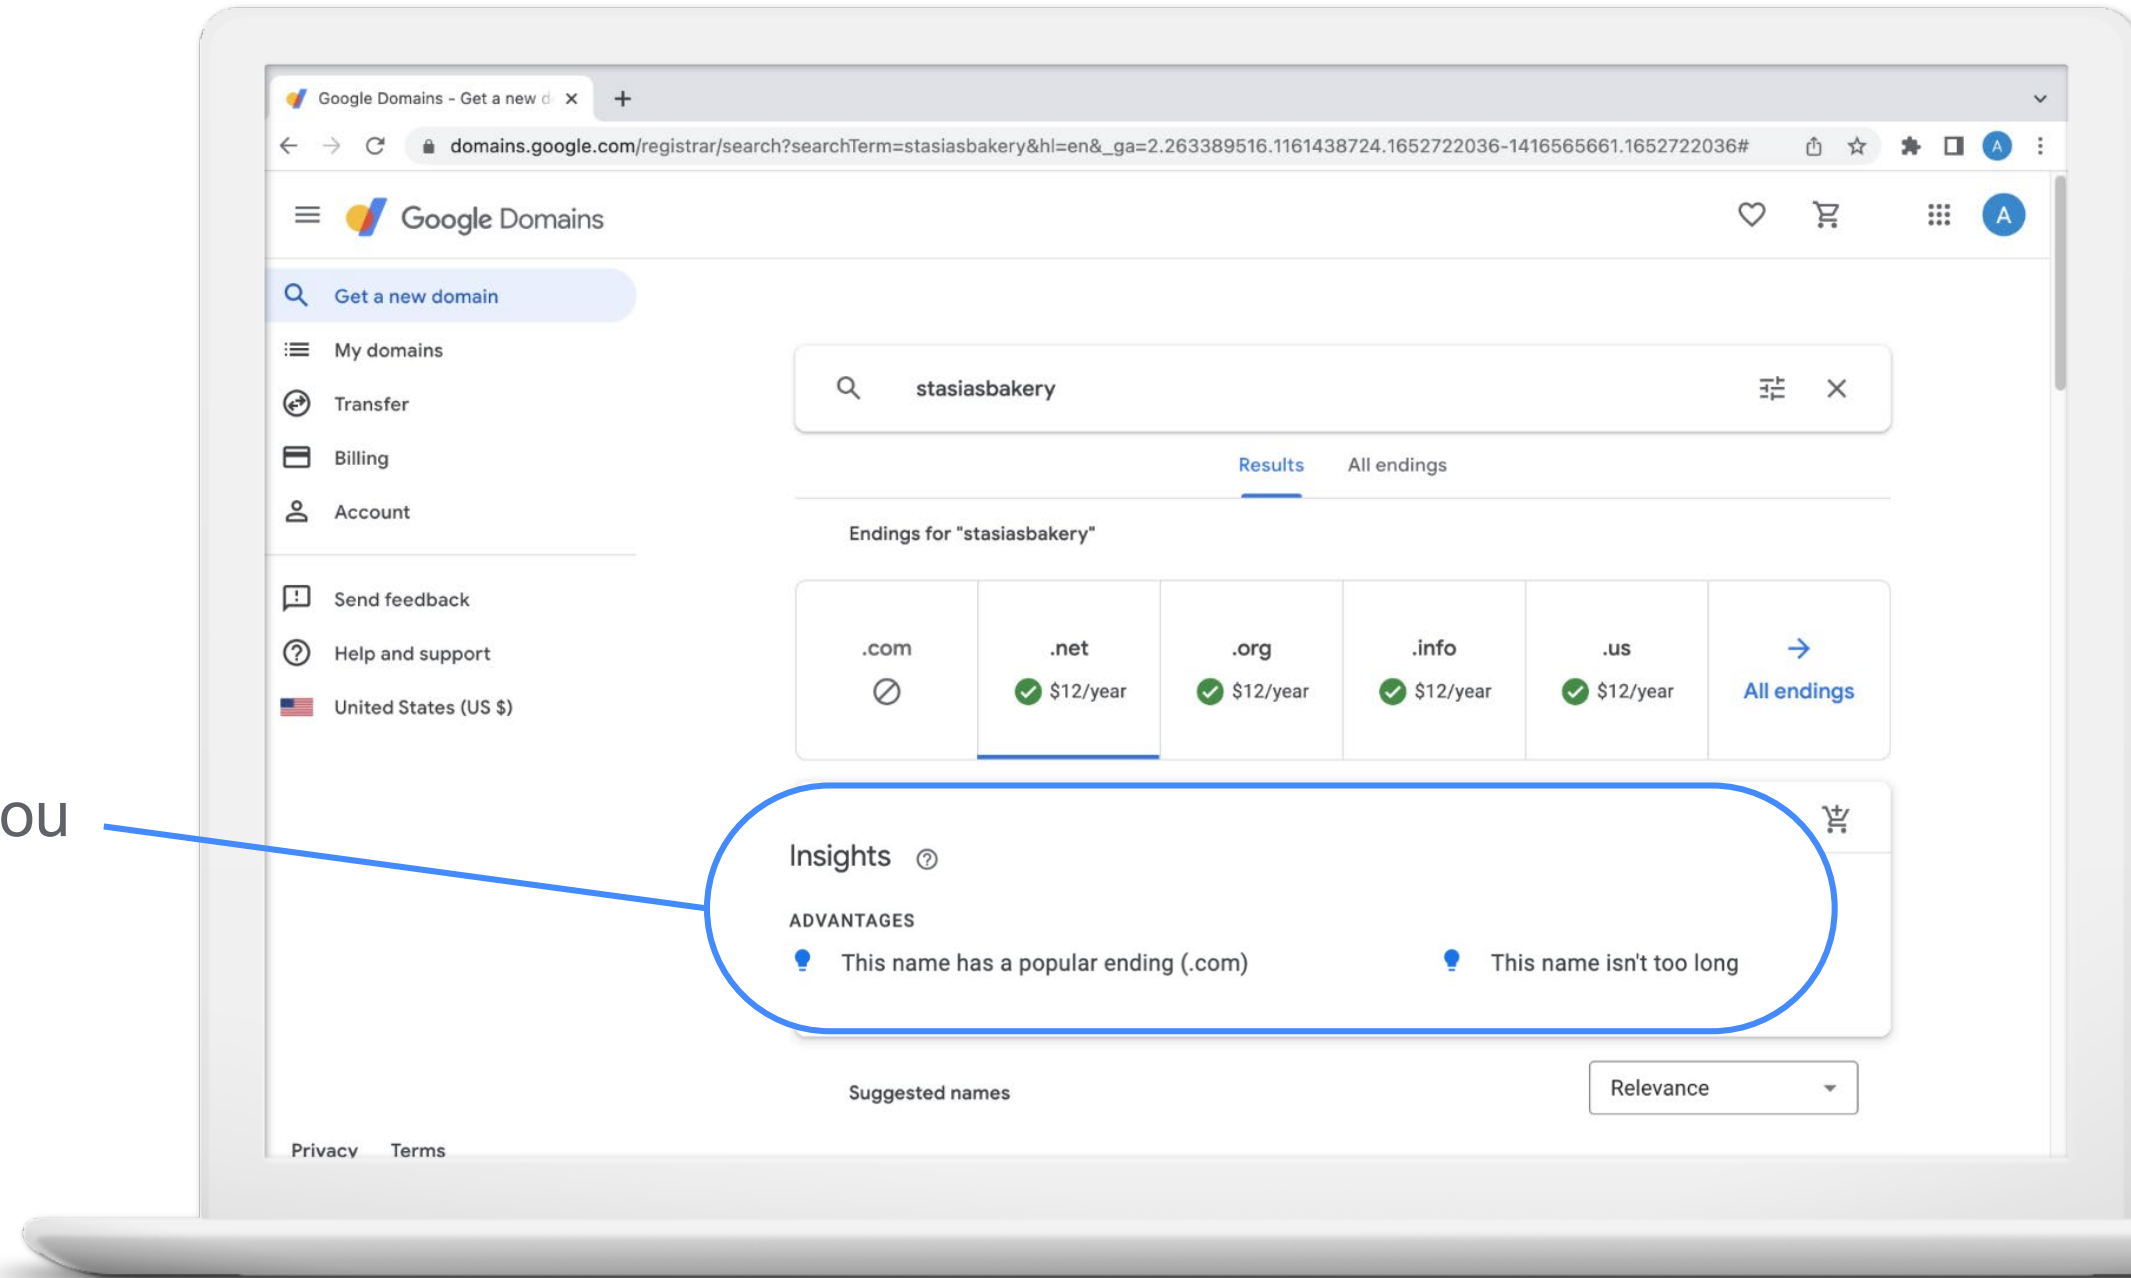 Google Domains - Get a new d
domains.google.com/registrar/search?searchTerm=stasiasbakery&hl=en&_ga=2.263389516.1161438724.1652722036-1416565661.1652722036#
A
Google Domains
A
Get a new domain
My domains
Transfer
Billing
Account
Send feedback
Help and support
United States (US $)
stasiasbakery
Results All endings
Endings for "stasiasbakery"
.com .net .org .info .us
$12/year $12/year $12/year $12/year All endings
ou
Insights
ADVANTAGES
This name has a popular ending (.com) This name isn't too long
Suggested names Relevance
Privacy Terms